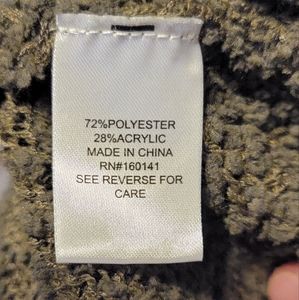 72%POLYESTER
28%ACRYLIC
MADE IN CHINA
RN#160141
SEE REVERSE FOR
CARE